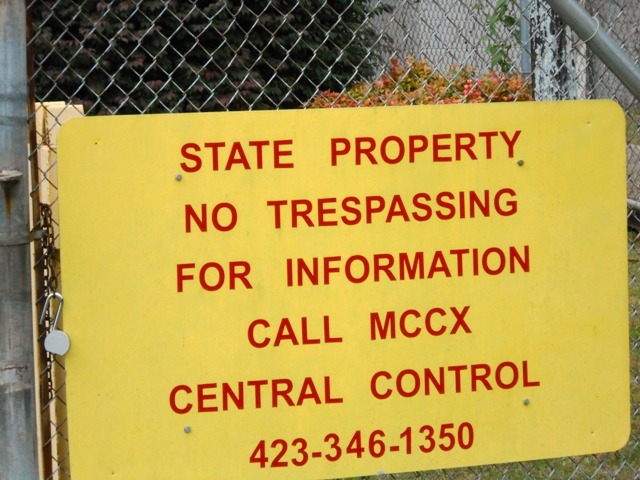 STATE PROPERTY
NO TRESPASSING
FOR INFORMATION
CALL MCCX
CENTRAL CONTROL
423-346-1350